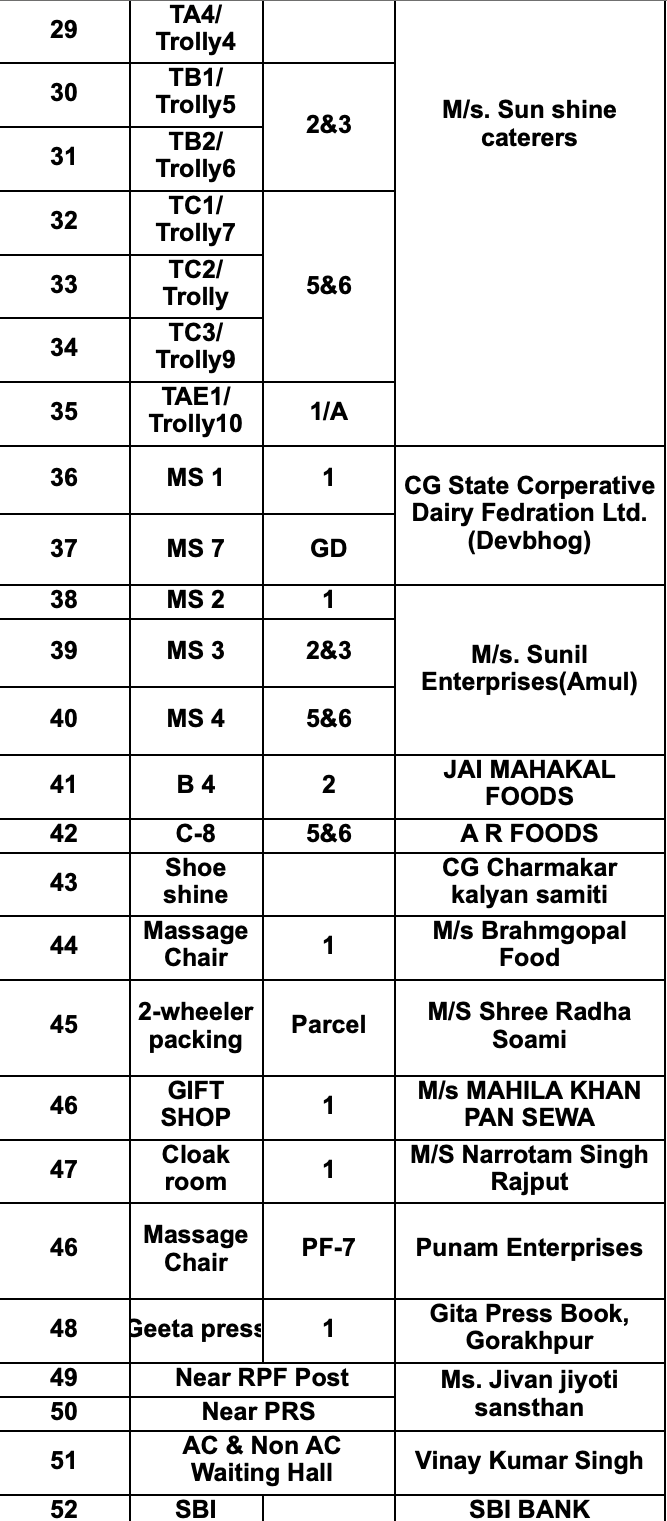 29
TA4/
Trolly4
M/s. Sun shine
caterers
30
TB1/
Trolly5
2&3
31
TB2/
Trolly6
32
TC1/
Trolly7
5&6
33
TC2/
Trolly
34
TC3/
Trolly9
35
TAE1/
Trolly10
1/A
36
MS 1
1
CG State Corperative
Dairy Fedration Ltd.
(Devbhog)
37
MS 7
GD
38
MS 2
1
M/s. Sunil
Enterprises(Amul)
39
MS 3
2&3
40
MS 4
5&6
41
B 4
2
JAI MAHAKAL
FOODS
42
C-8
5&6
A R FOODS
43
Shoe
shine
CG Charmakar
kalyan samiti
44
Massage
Chair
1
M/s Brahmgopal
Food
45
2-wheeler
packing
Parcel
M/S Shree Radha
Soami
46
GIFT
SHOP
1
M/s MAHILA KHAN
PAN SEWA
47
Cloak
room
1
M/S Narrotam Singh
Rajput
46
Massage
Chair
PF-7
Punam Enterprises
48
Geeta press
1
Gita Press Book,
Gorakhpur
49
Near RPF Post
Ms. Jivan jiyoti
sansthan
50
Near PRS
51
AC & Non AC
Waiting Hall
Vinay Kumar Singh
52
SBI
SBI BANK